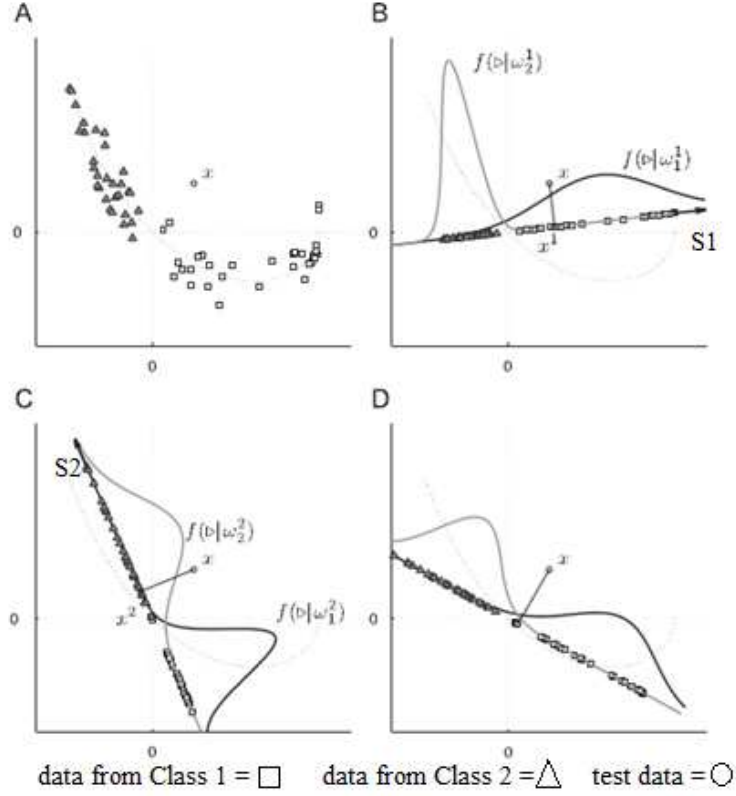 A
B
f(▷|ω₂¹)
x
x
f(▷|ω₁¹)
0
x¹
S1
0
0
C
D
S2
f(▷|ω₂²)
x
x
x²
f(▷|ω₁²)
0
0
0
0
data from Class 1 = □ data from Class 2 = △ test data = ○